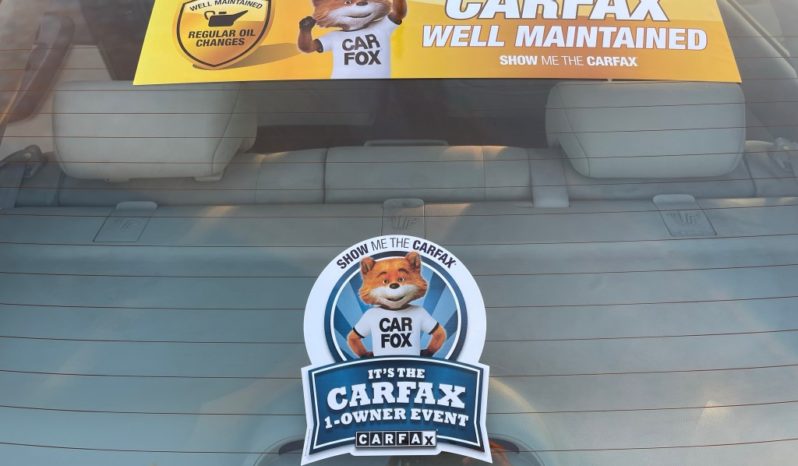 WELL MAINTAINED
REGULAR OIL
CHANGES
CAR
FOX
CARFAX
WELL MAINTAINED
SHOW ME THE CARFAX
SHOW ME THE CARFAX
CAR
FOX
IT'S THE
CARFAX
1-OWNER EVENT
CARFAX